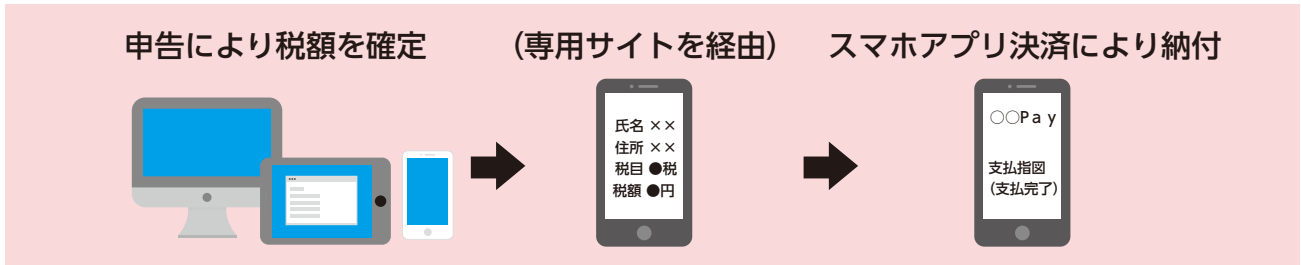 申告により税額を確定
(専用サイトを経由)
スマホアプリ決済により納付
氏名 ××
住所 ××
税目 ●税
税額 ●円
○○Pay
支払指図
(支払完了)